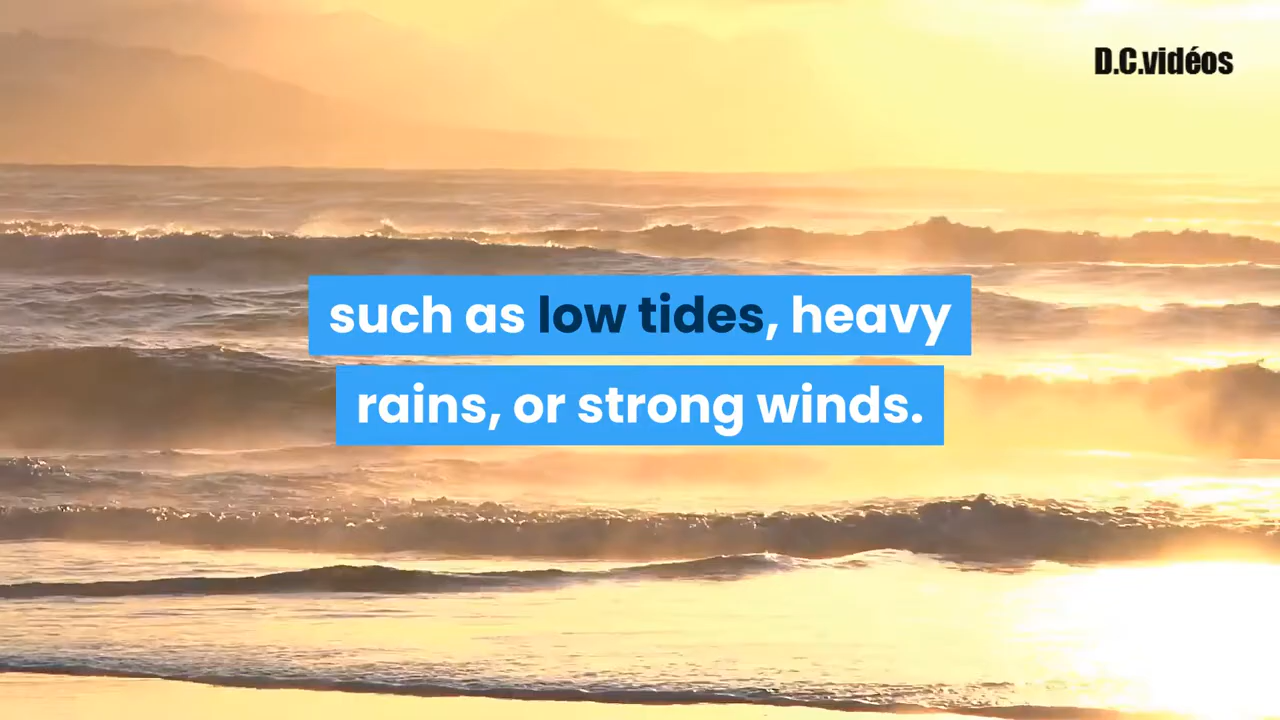 D.C.vidéos
such as low tides, heavy
rains, or strong winds.